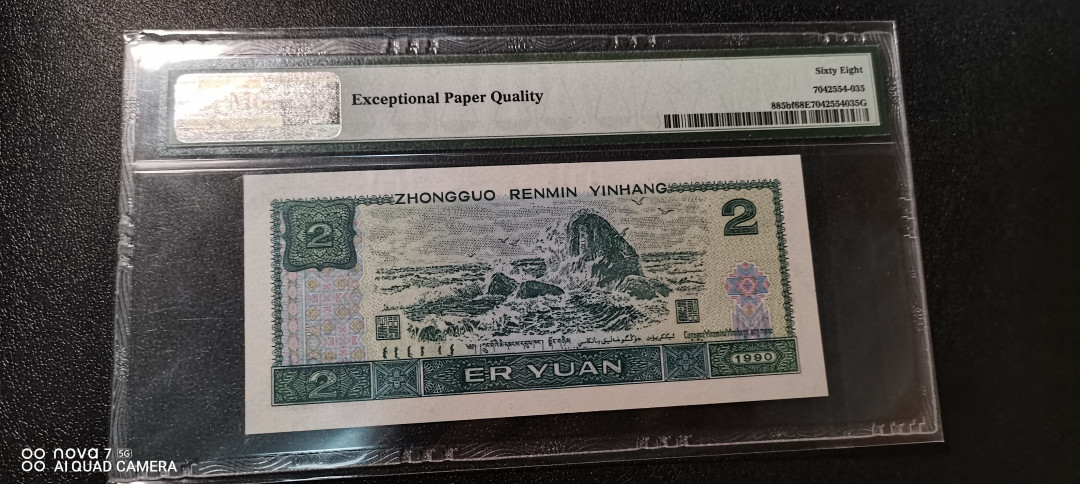 Exceptional Paper Quality
Sixty Eight
7042554-035
885bf68E7042554035G
ZHONGGUO RENMIN YINHANG
2
2
2
ER YUAN
1990
nova 7 5G
AI QUAD CAMERA